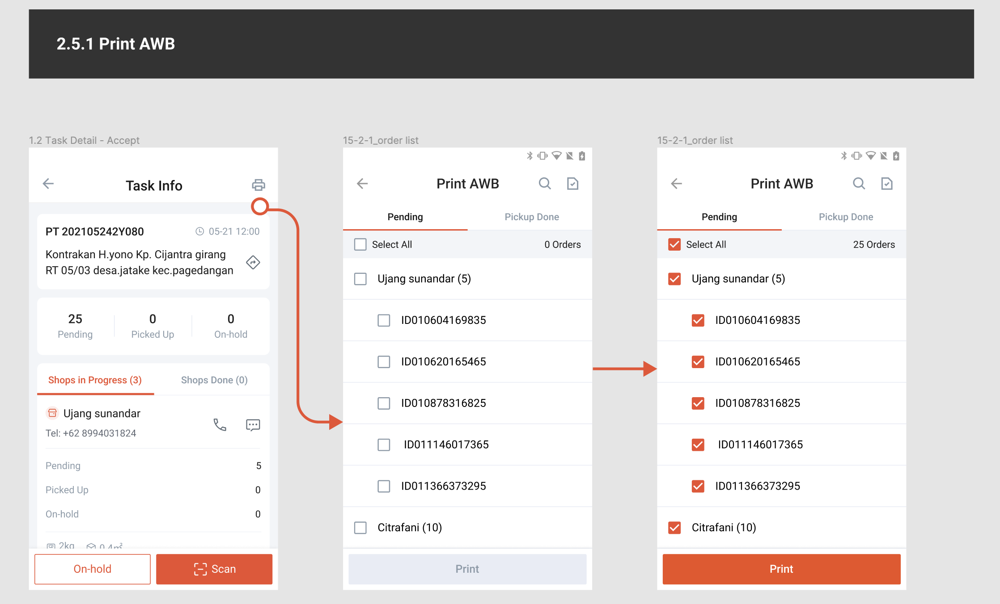 2.5.1 Print AWB
1.2 Task Detail - Accept
Task Info
PT 202105242Y080
05-21 12:00
Kontrakan H.yono Kp. Cijantra girang
RT 05/03 desa.jatake kec.pagedangan
25
0
0
Pending
Picked Up
On-hold
Shops in Progress (3)
Shops Done (0)
Ujang sunandar
Tel: +62 8994031824
Pending
5
Picked Up
0
On-hold
0
2kg
0.4m²
On-hold
Scan
15-2-1_order list
Print AWB
Pending
Pickup Done
Select All
0 Orders
Ujang sunandar (5)
ID010604169835
ID010620165465
ID010878316825
ID011146017365
ID011366373295
Citrafani (10)
Print
15-2-1_order list
Print AWB
Pending
Pickup Done
Select All
25 Orders
Ujang sunandar (5)
ID010604169835
ID010620165465
ID010878316825
ID011146017365
ID011366373295
Citrafani (10)
Print